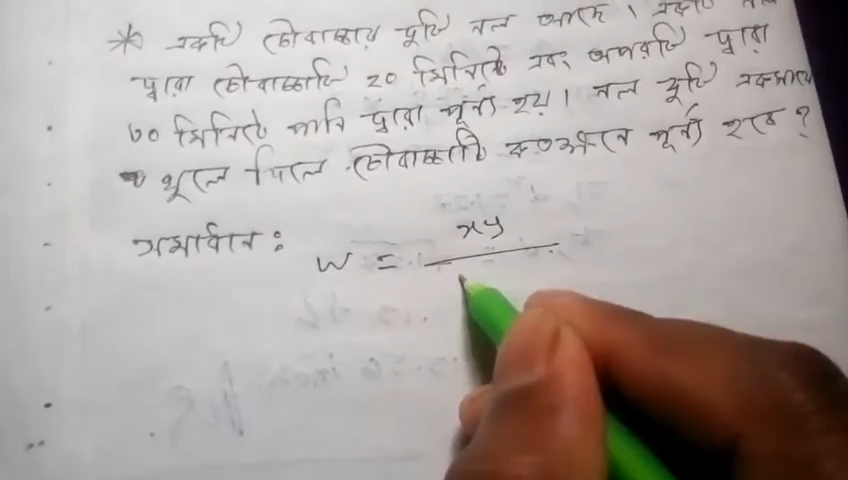 * একটি চৌবাচ্চায় দুটি নল আছে। একটি নল
দ্বারা চৌবাচ্চাটি ২০ মিনিটে এবং অপরটি দ্বারা
৩০ মিনিটে পানি দ্বারা পূর্ণ হয়। নল দুটি একসাথে
খুলে দিলে চৌবাচ্চাটি কতক্ষনে পূর্ণ হবে?
সমাধান:
W = xy